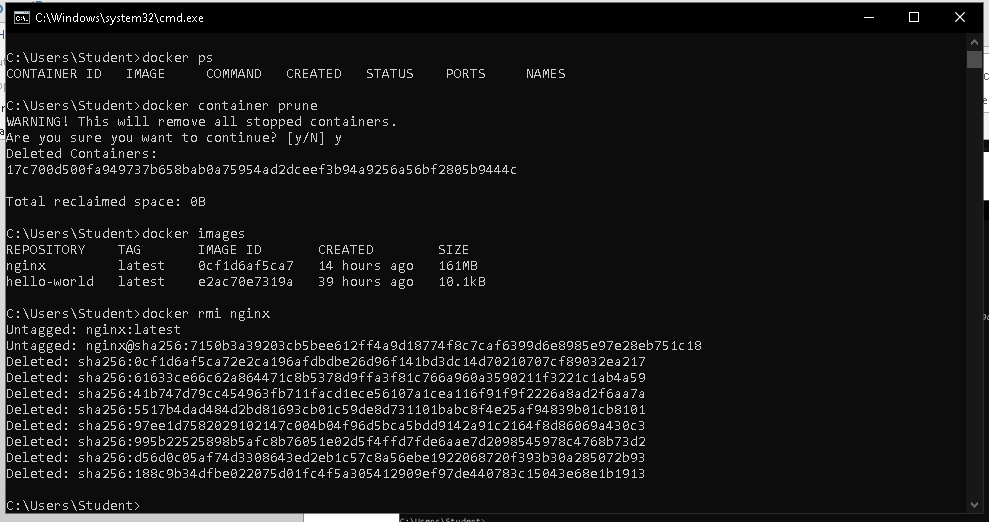 C:\Windows\system32\cmd.exe
C:\Users\Student>docker ps
CONTAINER ID   IMAGE     COMMAND   CREATED   STATUS    PORTS     NAMES
C:\Users\Student>docker container prune
WARNING! This will remove all stopped containers.
Are you sure you want to continue? [y/N] y
Deleted Containers:
17c700d500fa949737b658bab0a75954ad2dceef3b94a9256a56bf2805b9444c
Total reclaimed space: 0B
C:\Users\Student>docker images
REPOSITORY    TAG       IMAGE ID       CREATED        SIZE
nginx         latest    0cf1d6af5ca7   14 hours ago   161MB
hello-world   latest    e2ac70e7319a   39 hours ago   10.1kB
C:\Users\Student>docker rmi nginx
Untagged: nginx:latest
Untagged: nginx@sha256:7150b3a39203cb5bee612ff4a9d18774f8c7caf6399d6e8985e97e28eb751c18
Deleted: sha256:0cf1d6af5ca72e2ca196afdbdbe26d96f141bd3dc14d70210707cf89032ea217
Deleted: sha256:61633ce66c62a864471c8b5378d9ffa3f81c766a960a3590211f3221c1ab4a59
Deleted: sha256:41b747d79cc454963fb711facd1ece56107a1cea116f91f9f2226a8ad2f6aa7a
Deleted: sha256:5517b4dad484d2bd81693cb01c59de8d731101babc8f4e25af94839b01cb8101
Deleted: sha256:97ee1d7582029102147c004b04f96d5bca5bdd9142a91c2164f8d86069a430c3
Deleted: sha256:995b22525898b5afc8b76051e02d5f4ffd7fde6aae7d2098545978c4768b73d2
Deleted: sha256:d56d0c05af74d3308643ed2eb1c57c8a56ebe1922068720f393b30a285072b93
Deleted: sha256:188c9b34dfbe022075d01fc4f5a305412909ef97de440783c15043e68e1b1913
C:\Users\Student>
C:\Users\Student>